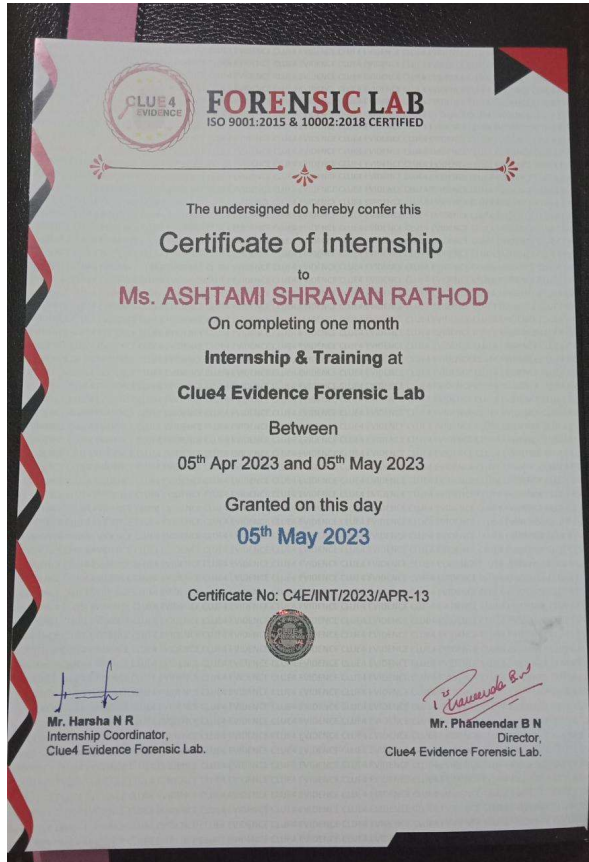 CLUE 4
EVIDENCE
FORENSIC LAB
ISO 9001:2015 & 10002:2018 CERTIFIED
The undersigned do hereby confer this
Certificate of Internship
to
Ms. ASHTAMI SHRAVAN RATHOD
On completing one month
Internship & Training at
Clue4 Evidence Forensic Lab
Between
05th Apr 2023 and 05th May 2023
Granted on this day
05th May 2023
Certificate No: C4E/INT/2023/APR-13
CLUE4
Phaneenda B.N
Mr. Harsha N R
Internship Coordinator,
Clue4 Evidence Forensic Lab.
Mr. Phaneendar B N
Director,
Clue4 Evidence Forensic Lab.